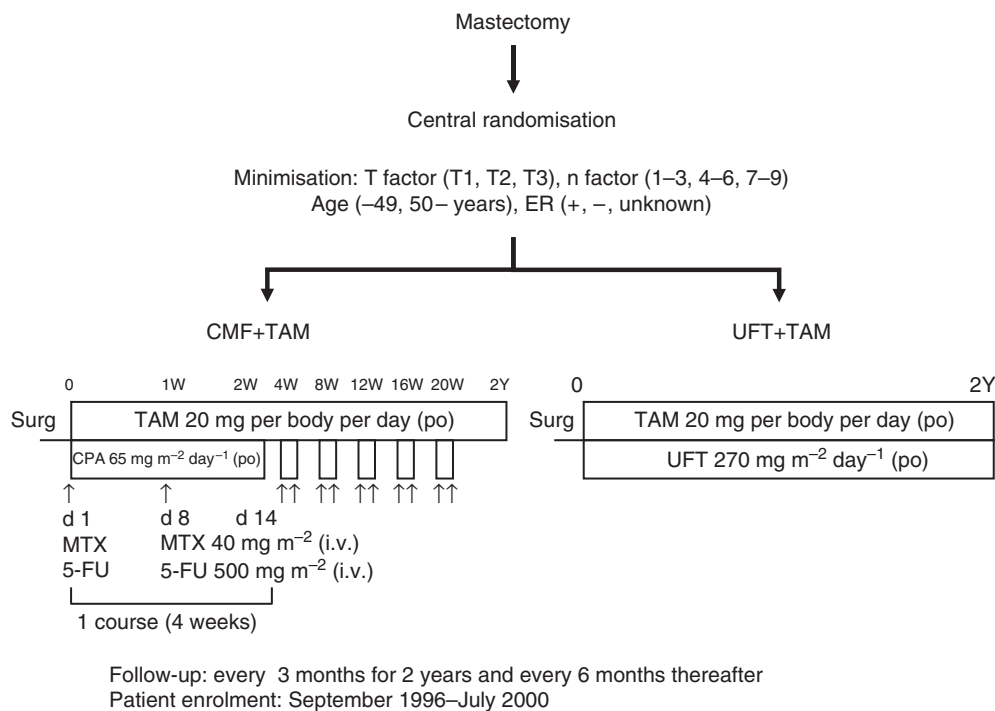 Mastectomy
Central randomisation
Minimisation: T factor (T1, T2, T3), n factor (1–3, 4–6, 7–9)
Age (–49, 50– years), ER (+, –, unknown)
CMF+TAM
UFT+TAM
0 1W 2W 4W 8W 12W 16W 20W 2Y
Surg TAM 20 mg per body per day (po)
CPA 65 mg m⁻² day⁻¹ (po)
d 1 d 8 d 14
MTX MTX 40 mg m⁻² (i.v.)
5-FU 5-FU 500 mg m⁻² (i.v.)
1 course (4 weeks)
0 2Y
Surg TAM 20 mg per body per day (po)
UFT 270 mg m⁻² day⁻¹ (po)
Follow-up: every 3 months for 2 years and every 6 months thereafter
Patient enrolment: September 1996–July 2000